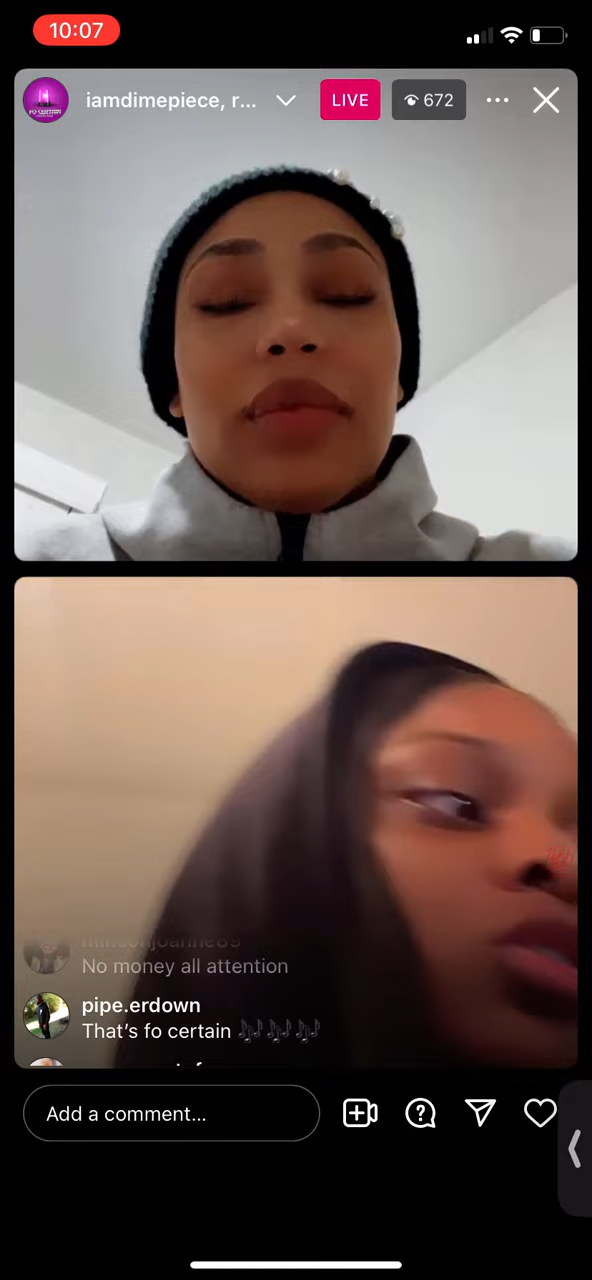 10:07
iamdimepiece, r...
LIVE
672
No money all attention
pipe.erdown
That's fo certain 🎶🎶🎶
Add a comment...